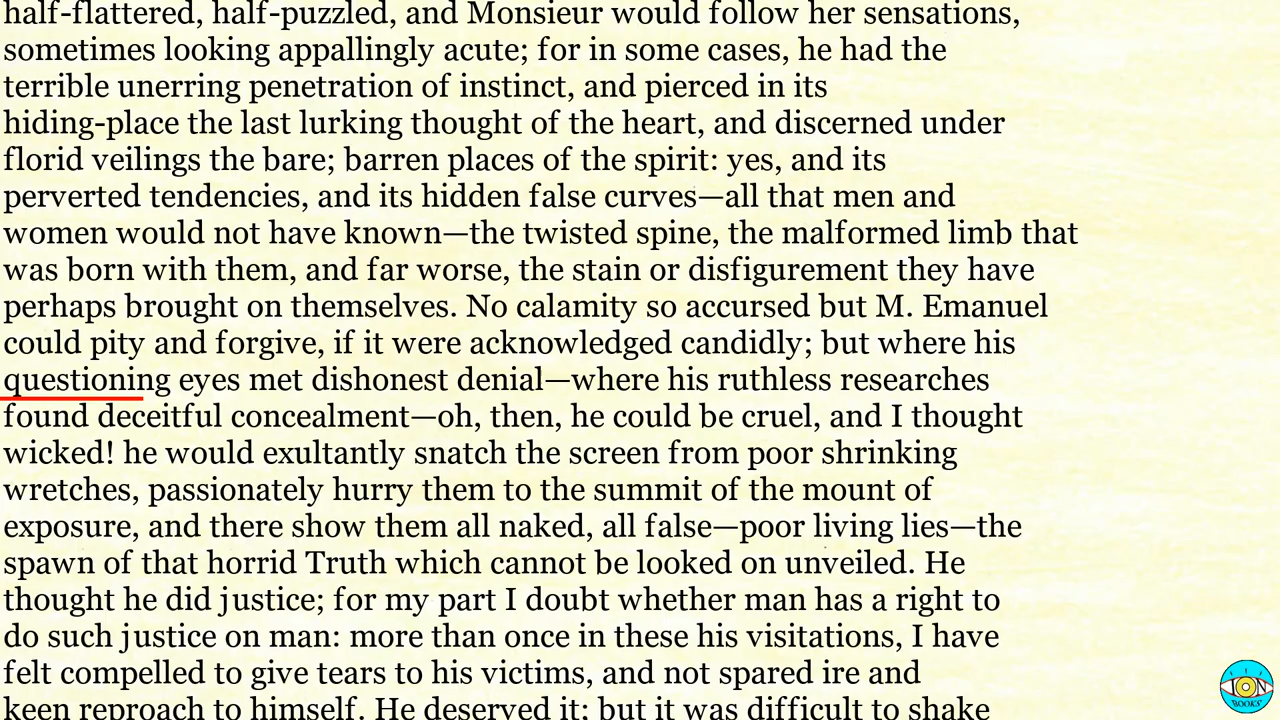 half-flattered, half-puzzled, and Monsieur would follow her sensations,
sometimes looking appallingly acute; for in some cases, he had the
terrible unerring penetration of instinct, and pierced in its
hiding-place the last lurking thought of the heart, and discerned under
florid veilings the bare; barren places of the spirit: yes, and its
perverted tendencies, and its hidden false curves—all that men and
women would not have known—the twisted spine, the malformed limb that
was born with them, and far worse, the stain or disfigurement they have
perhaps brought on themselves. No calamity so accursed but M. Emanuel
could pity and forgive, if it were acknowledged candidly; but where his
questioning eyes met dishonest denial—where his ruthless researches
found deceitful concealment—oh, then, he could be cruel, and I thought
wicked! he would exultantly snatch the screen from poor shrinking
wretches, passionately hurry them to the summit of the mount of
exposure, and there show them all naked, all false—poor living lies—the
spawn of that horrid Truth which cannot be looked on unveiled. He
thought he did justice; for my part I doubt whether man has a right to
do such justice on man: more than once in these his visitations, I have
felt compelled to give tears to his victims, and not spared ire and
keen reproach to himself. He deserved it; but it was difficult to shake
ION
BOOKS